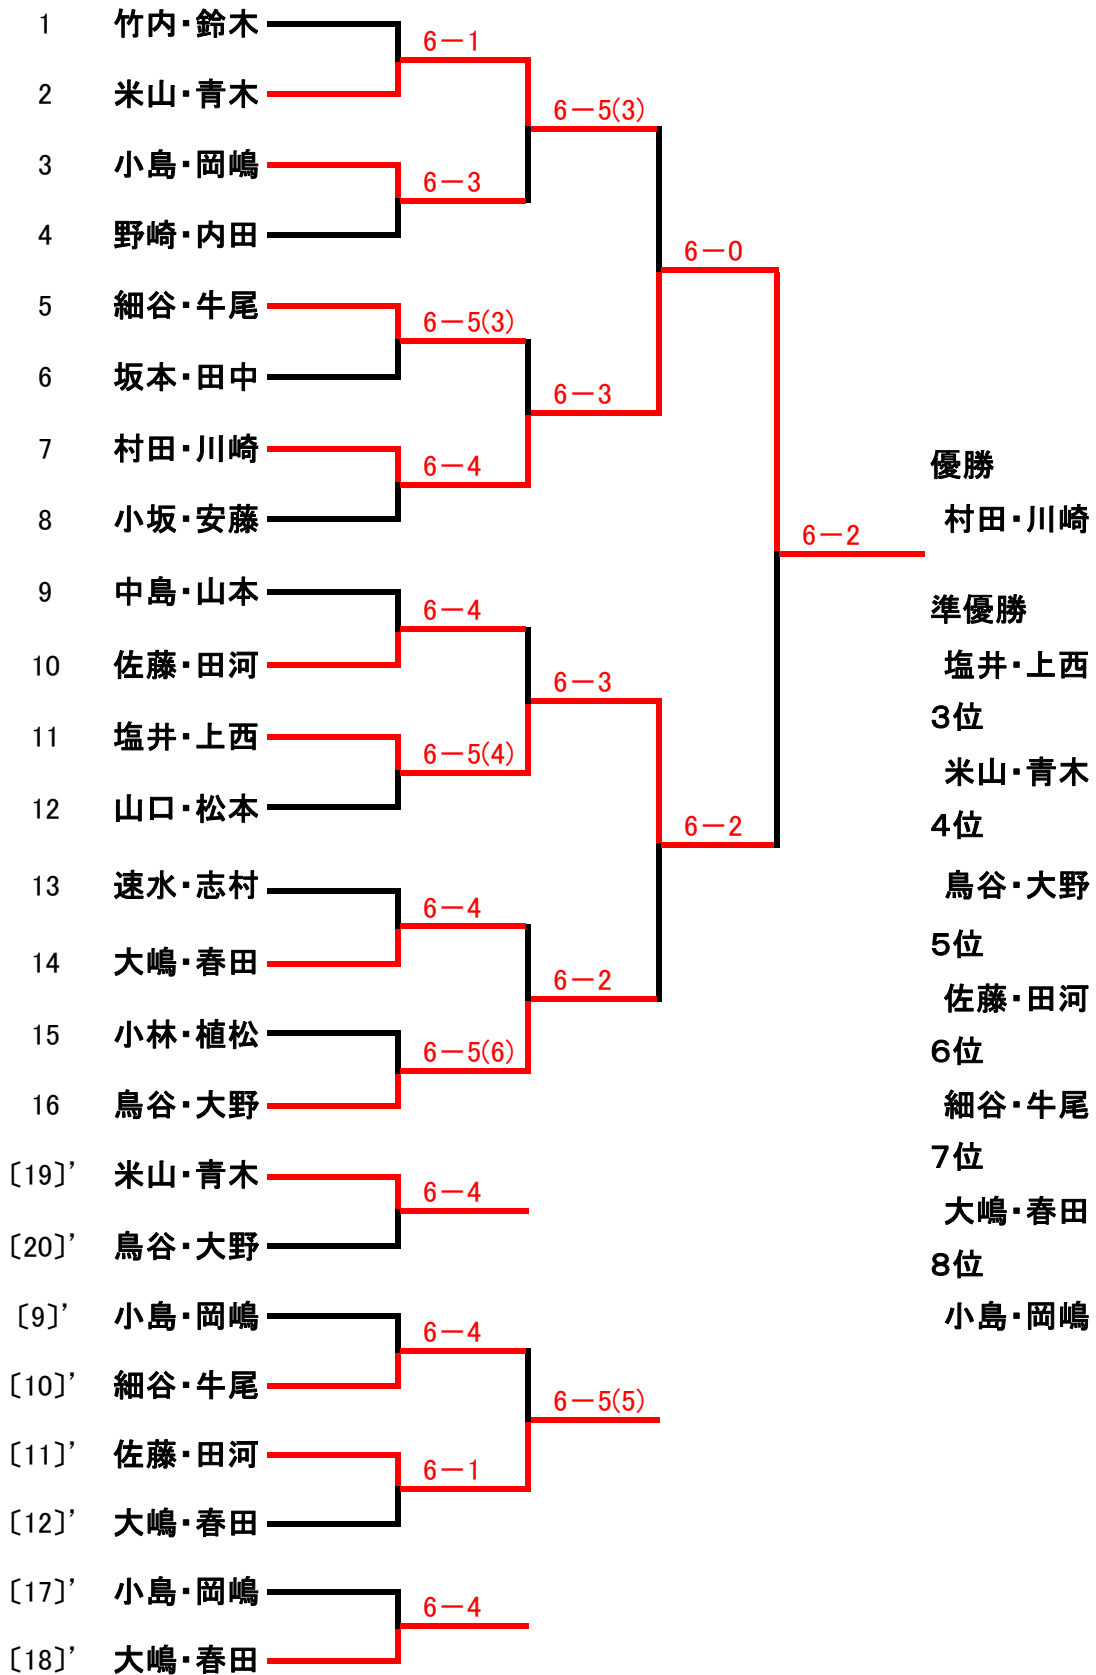 1 竹内・鈴木
6－1
2 米山・青木
6－5(3)
3 小島・岡嶋
6－3
4 野崎・内田
6－0
5 細谷・牛尾
6－5(3)
6 坂本・田中
6－3
7 村田・川崎
6－4
8 小坂・安藤
6－2
9 中島・山本
6－4
10 佐藤・田河
6－3
11 塩井・上西
6－5(4)
12 山口・松本
6－2
13 速水・志村
6－4
14 大嶋・春田
6－2
15 小林・植松
6－5(6)
16 鳥谷・大野
〔19〕’ 米山・青木
6－4
〔20〕’ 鳥谷・大野
〔9〕’ 小島・岡嶋
6－4
〔10〕’ 細谷・牛尾
6－5(5)
〔11〕’ 佐藤・田河
6－1
〔12〕’ 大嶋・春田
〔17〕’ 小島・岡嶋
6－4
〔18〕’ 大嶋・春田
優勝
村田・川崎
準優勝
塩井・上西
３位
米山・青木
４位
鳥谷・大野
５位
佐藤・田河
６位
細谷・牛尾
７位
大嶋・春田
８位
小島・岡嶋